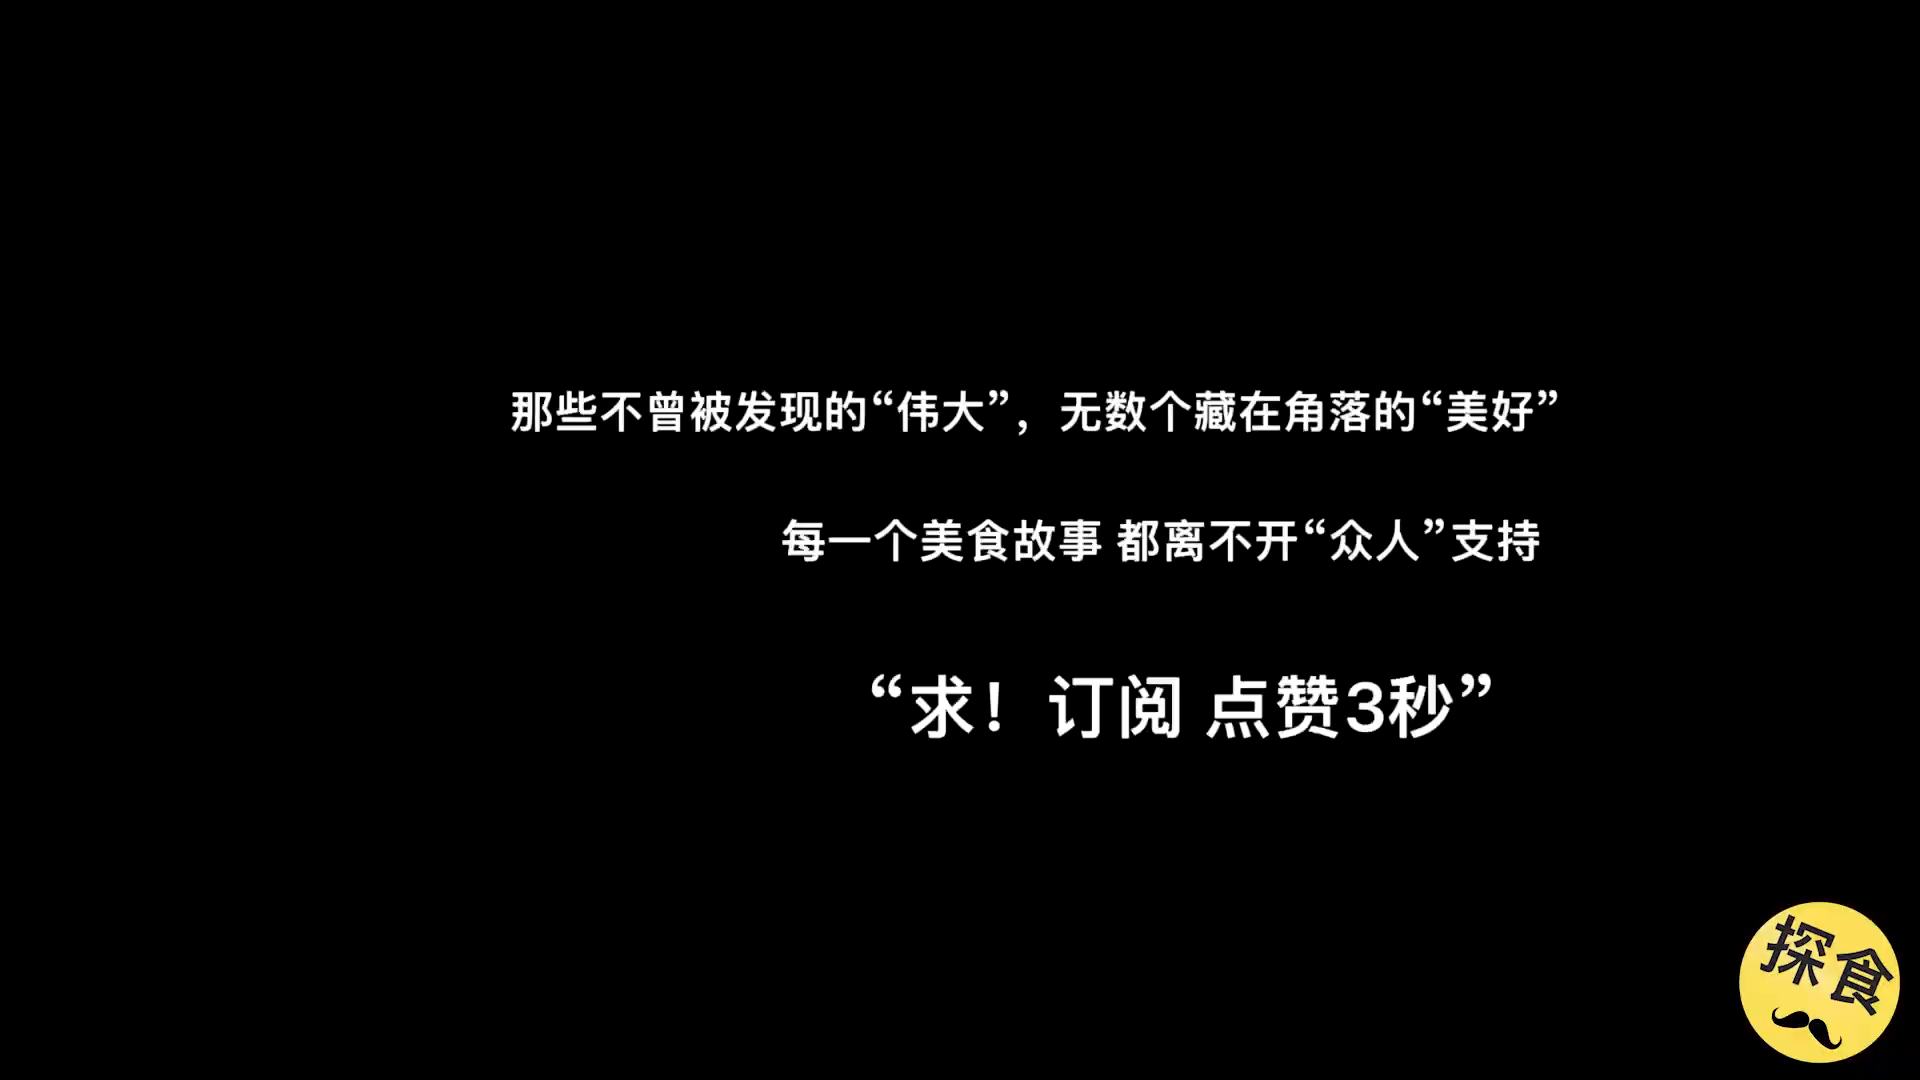 那些不曾被发现的“伟大”，无数个藏在角落的“美好”
每一个美食故事 都离不开“众人”支持
“求！订阅 点赞3秒”
探食